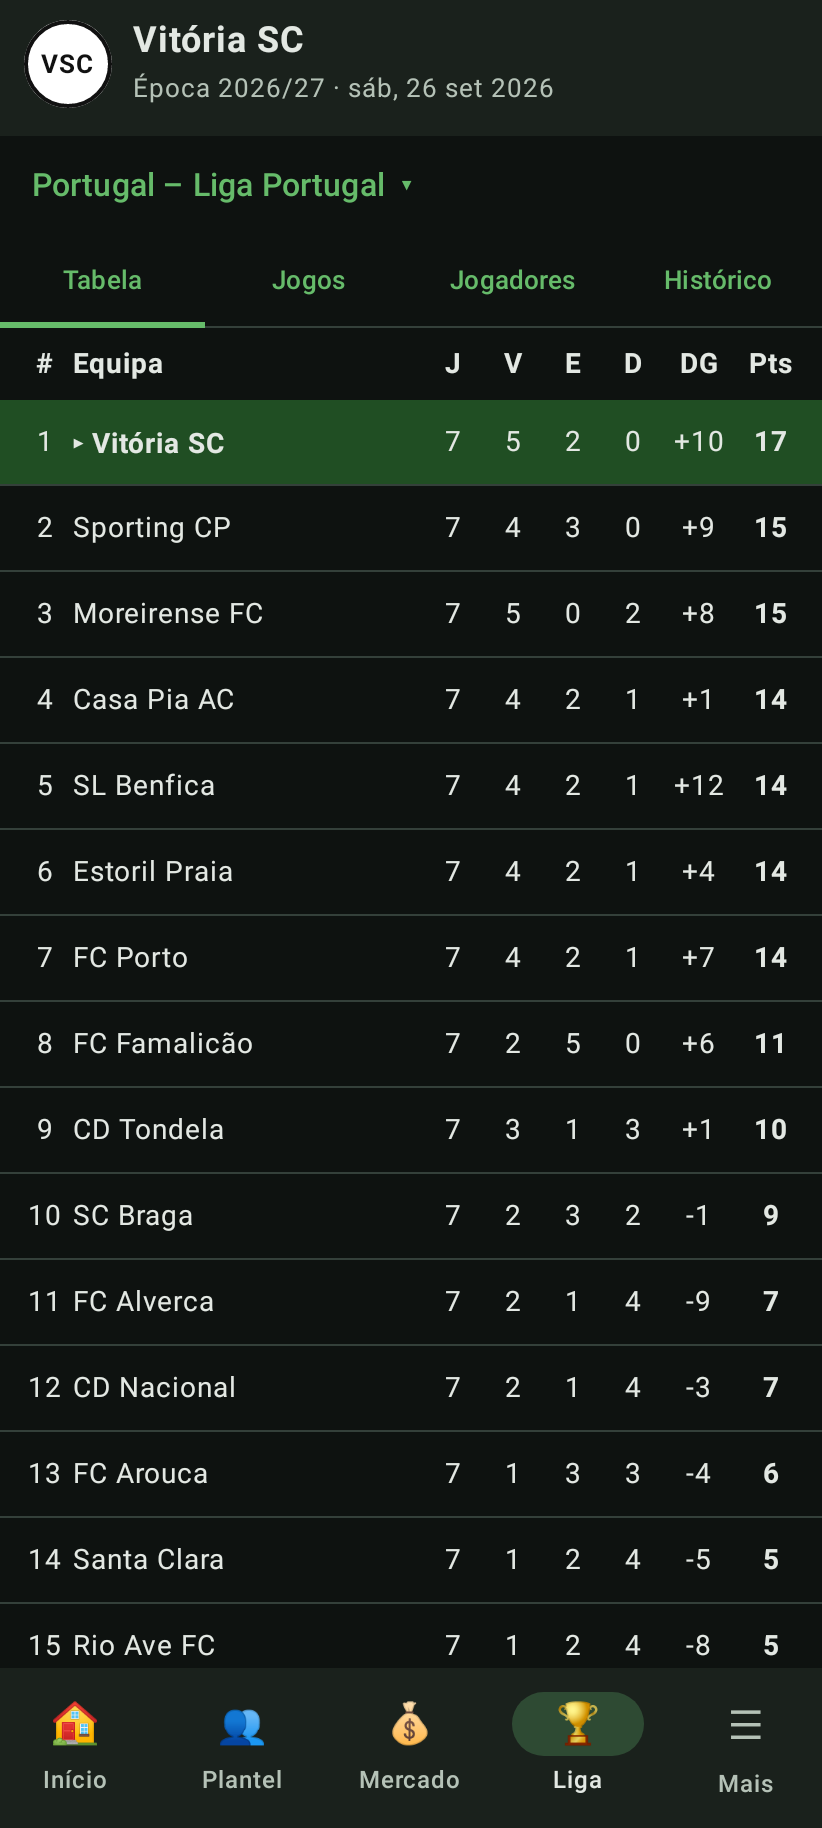 VSC
Vitória SC
Época 2026/27 · sáb, 26 set 2026
Portugal – Liga Portugal ▾
Tabela Jogos Jogadores Histórico
# Equipa J V E D DG Pts
1 ▸ Vitória SC 7 5 2 0 +10 17
2 Sporting CP 7 4 3 0 +9 15
3 Moreirense FC 7 5 0 2 +8 15
4 Casa Pia AC 7 4 2 1 +1 14
5 SL Benfica 7 4 2 1 +12 14
6 Estoril Praia 7 4 2 1 +4 14
7 FC Porto 7 4 2 1 +7 14
8 FC Famalicão 7 2 5 0 +6 11
9 CD Tondela 7 3 1 3 +1 10
10 SC Braga 7 2 3 2 -1 9
11 FC Alverca 7 2 1 4 -9 7
12 CD Nacional 7 2 1 4 -3 7
13 FC Arouca 7 1 3 3 -4 6
14 Santa Clara 7 1 2 4 -5 5
15 Rio Ave FC 7 1 2 4 -8 5
Início Plantel Mercado Liga Mais